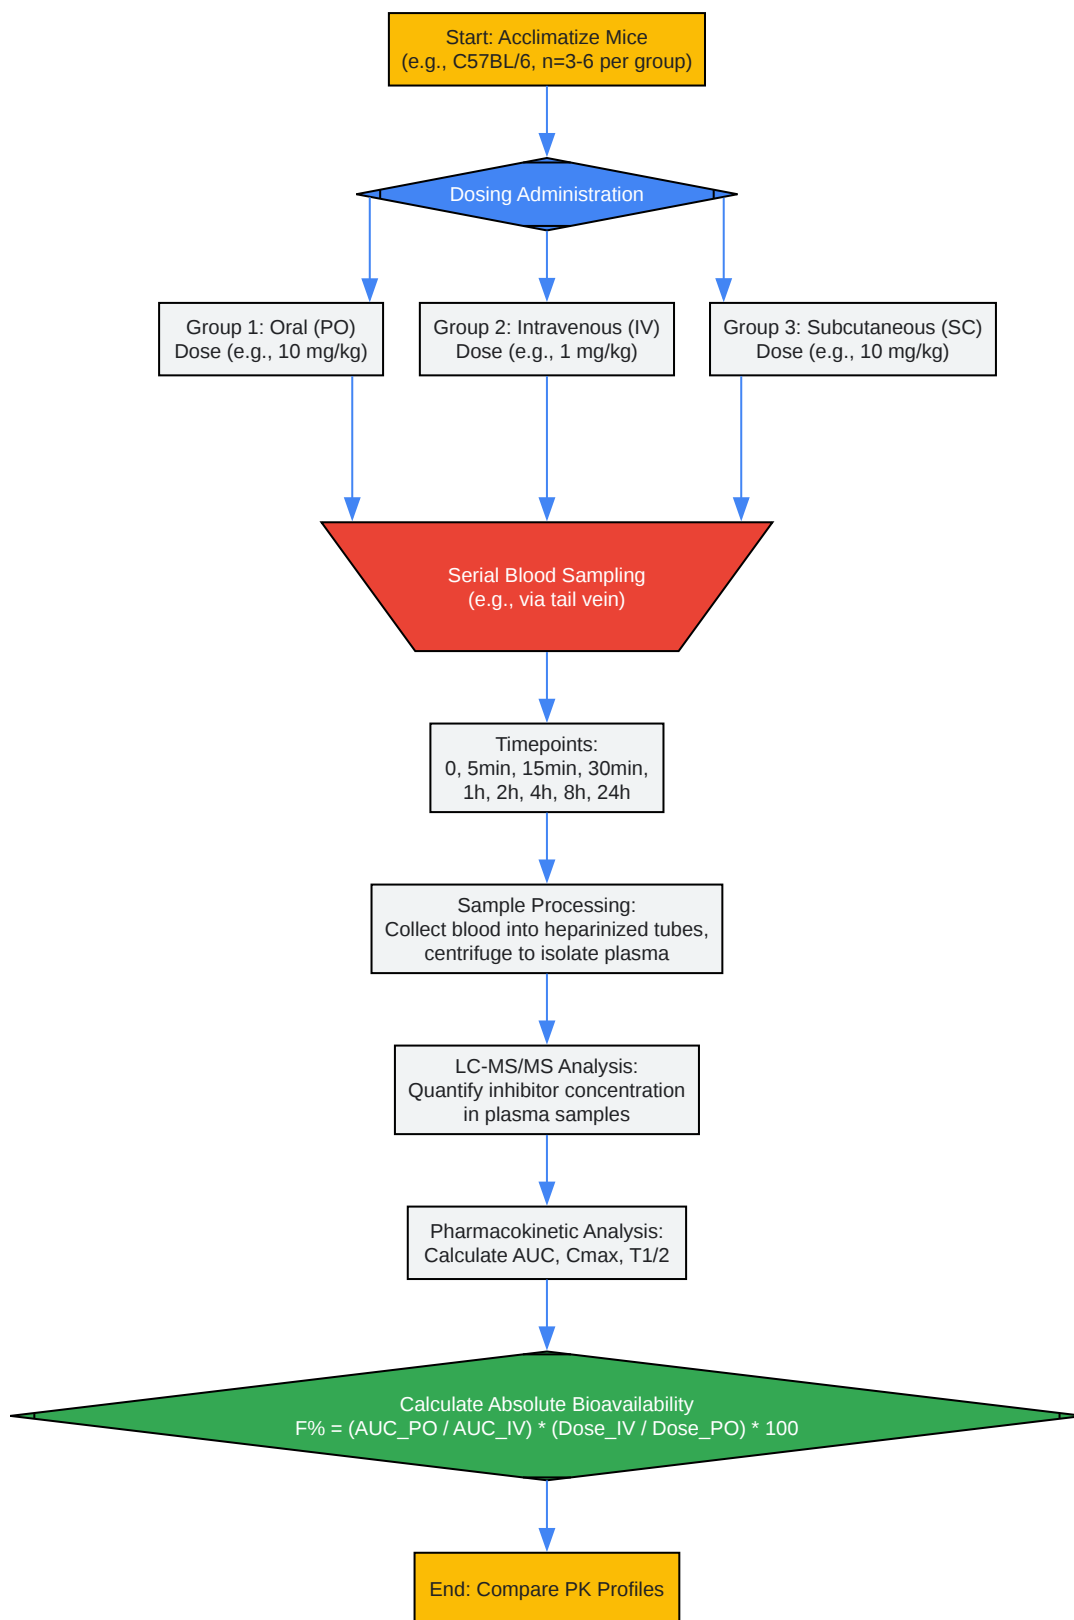 Start: Acclimatize Mice
(e.g., C57BL/6, n=3-6 per group)
Dosing Administration
Group 1: Oral (PO)
Dose (e.g., 10 mg/kg)
Group 2: Intravenous (IV)
Dose (e.g., 1 mg/kg)
Group 3: Subcutaneous (SC)
Dose (e.g., 10 mg/kg)
Serial Blood Sampling
(e.g., via tail vein)
Timepoints:
0, 5min, 15min, 30min,
1h, 2h, 4h, 8h, 24h
Sample Processing:
Collect blood into heparinized tubes,
centrifuge to isolate plasma
LC-MS/MS Analysis:
Quantify inhibitor concentration
in plasma samples
Pharmacokinetic Analysis:
Calculate AUC, Cmax, T1/2
Calculate Absolute Bioavailability
F% = (AUC_PO / AUC_IV) * (Dose_IV / Dose_PO) * 100
End: Compare PK Profiles